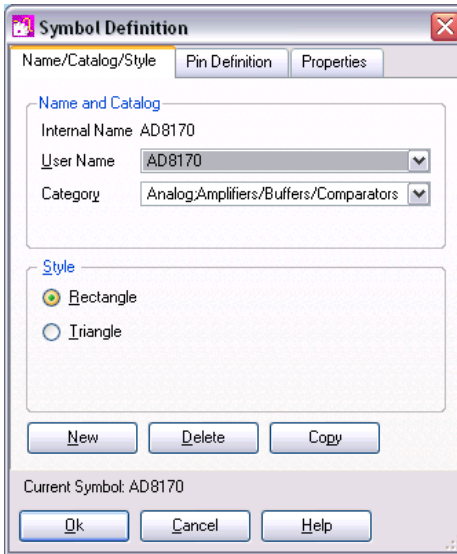 Symbol Definition
Name/Catalog/Style Pin Definition Properties
Name and Catalog
Internal Name AD8170
User Name AD8170
Category Analog;Amplifiers/Buffers/Comparators
Style
Rectangle
Triangle
New Delete Copy
Current Symbol: AD8170
Ok Cancel Help